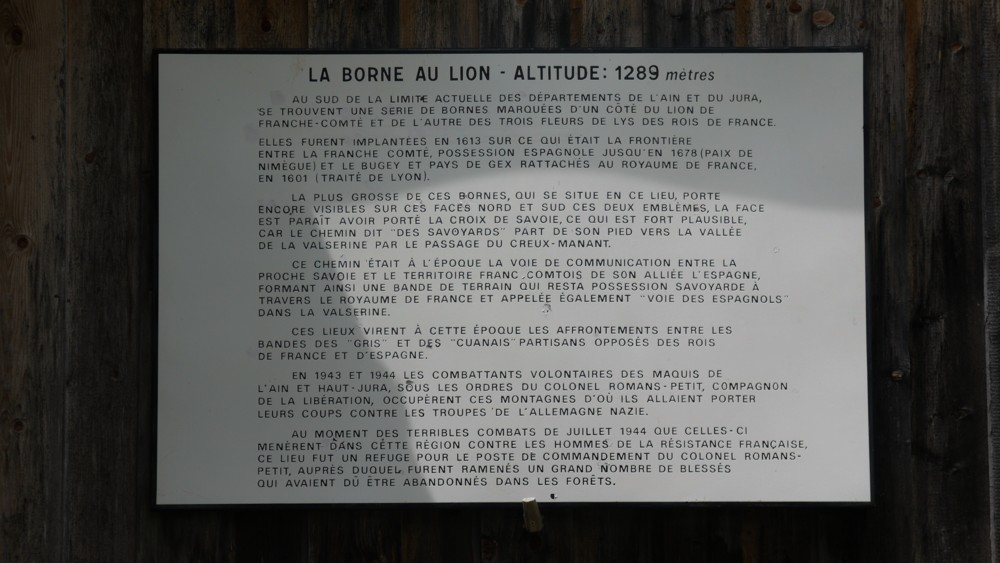 LA BORNE AU LION - ALTITUDE: 1289 mètres
AU SUD DE LA LIMITE ACTUELLE DES DÉPARTEMENTS DE L'AIN ET DU JURA,
SE TROUVENT UNE SERIE DE BORNES MARQUÉES D'UN CÔTÉ DU LION DE
FRANCHE-COMTÉ ET DE L'AUTRE DES TROIS FLEURS DE LYS DES ROIS DE FRANCE.
ELLES FURENT IMPLANTÉES EN 1613 SUR CE QUI ÉTAIT LA FRONTIÈRE
ENTRE LA FRANCHE COMTÉ, POSSESSION ESPAGNOLE JUSQU'EN 1678 (PAIX DE
NIMÈGUE) ET LE BUGEY ET PAYS DE GEX RATTACHÉS AU ROYAUME DE FRANCE,
EN 1601 (TRAITÉ DE LYON).
LA PLUS GROSSE DE CES BORNES, QUI SE SITUE EN CE LIEU, PORTE
ENCORE VISIBLES SUR CES FACES NORD ET SUD CES DEUX EMBLÈMES, LA FACE
EST PARAÎT AVOIR PORTÉ LA CROIX DE SAVOIE, CE QUI EST FORT PLAUSIBLE,
CAR LE CHEMIN DIT "DES SAVOYARDS" PART DE SON PIED VERS LA VALLÉE
DE LA VALSERINE PAR LE PASSAGE DU CREUX-MANANT.
CE CHEMIN ÉTAIT À L'ÉPOQUE LA VOIE DE COMMUNICATION ENTRE LA
PROCHE SAVOIE ET LE TERRITOIRE FRANC.COMTOIS DE SON ALLIÉE L'ESPAGNE,
FORMANT AINSI UNE BANDE DE TERRAIN QUI RESTA POSSESSION SAVOYARDE À
TRAVERS LE ROYAUME DE FRANCE ET APPELÉE ÉGALEMENT "VOIE DES ESPAGNOLS"
DANS LA VALSERINE.
CES LIEUX VIRENT À CETTE ÉPOQUE LES AFFRONTEMENTS ENTRE LES
BANDES DES "GRIS" ET DES "CUANAIS" PARTISANS OPPOSÉS DES ROIS
DE FRANCE ET D'ESPAGNE.
EN 1943 ET 1944 LES COMBATTANTS VOLONTAIRES DES MAQUIS DE
L'AIN ET HAUT-JURA, SOUS LES ORDRES DU COLONEL ROMANS-PETIT, COMPAGNON
DE LA LIBÉRATION, OCCUPÈRENT CES MONTAGNES D'OÙ ILS ALLAIENT PORTER
LEURS COUPS CONTRE LES TROUPES DE L'ALLEMAGNE NAZIE.
AU MOMENT DES TERRIBLES COMBATS DE JUILLET 1944 QUE CELLES-CI
MENÈRENT DANS CETTE RÉGION CONTRE LES HOMMES DE LA RÉSISTANCE FRANÇAISE,
CE LIEU FUT UN REFUGE POUR LE POSTE DE COMMANDEMENT DU COLONEL ROMANS-
PETIT, AUPRÈS DUQUEL FURENT RAMENÉS UN GRAND NOMBRE DE BLESSÉS
QUI AVAIENT DÛ ÊTRE ABANDONNÉS DANS LES FORÊTS.